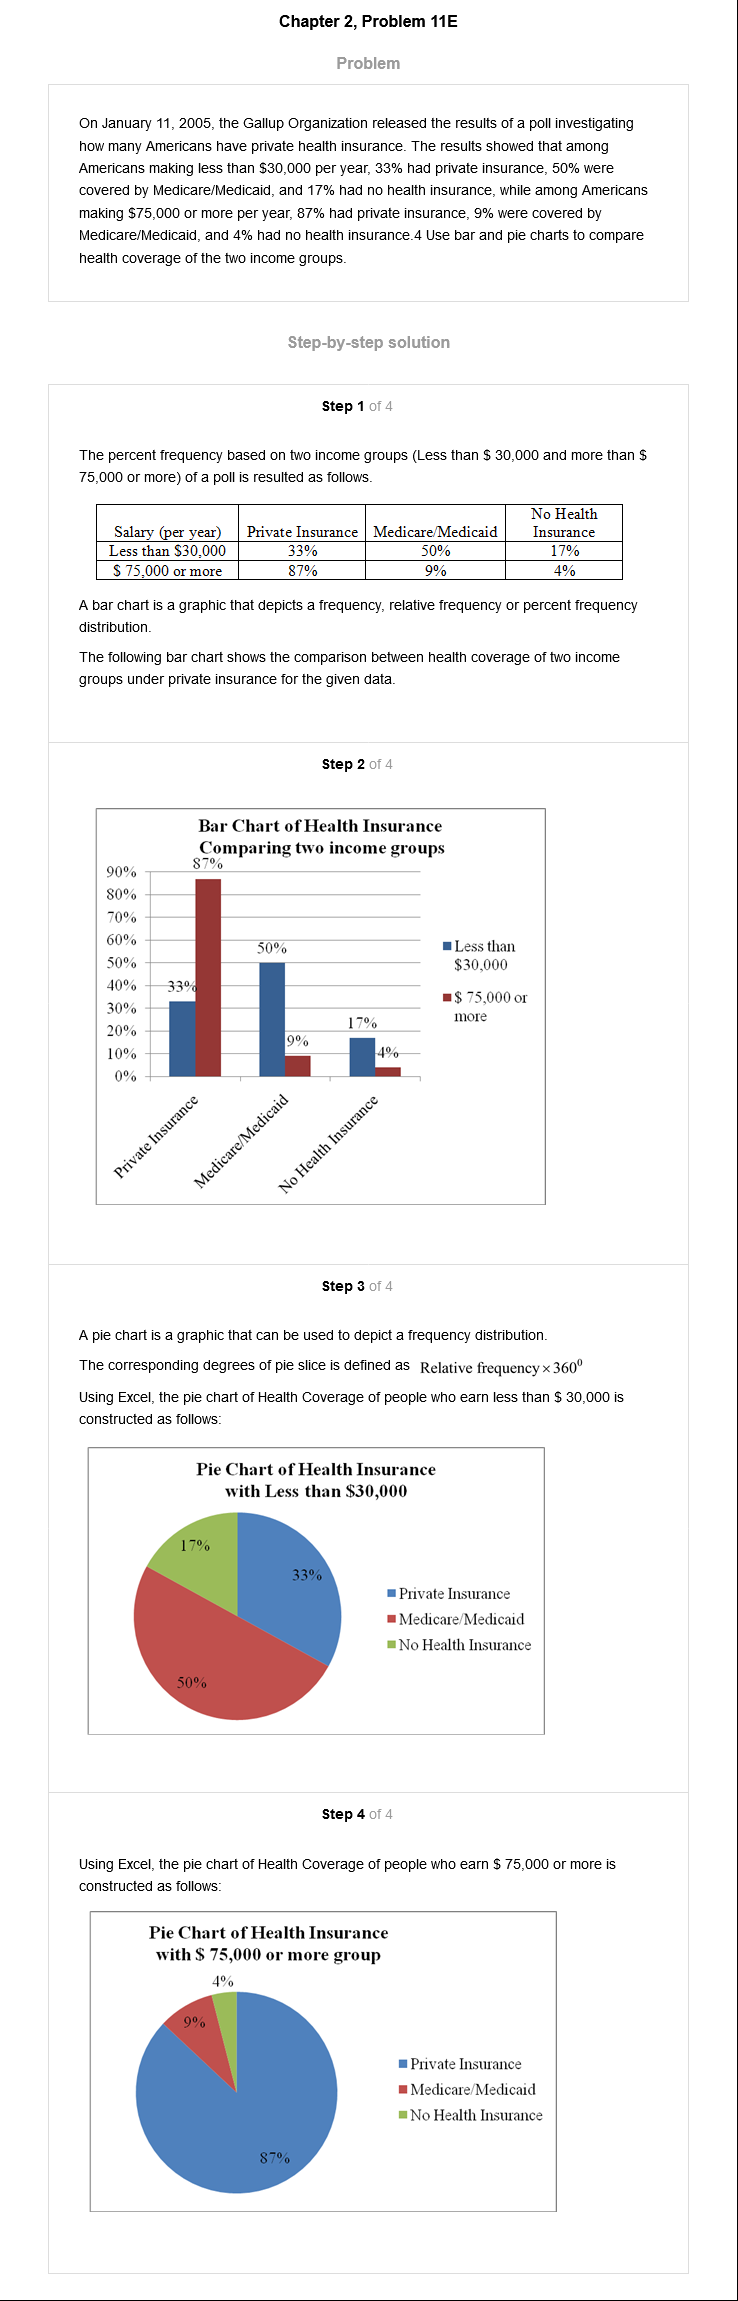 Chapter 2, Problem 11E
Problem
On January 11, 2005, the Gallup Organization released the results of a poll investigating
how many Americans have private health insurance. The results showed that among
Americans making less than $30,000 per year, 33% had private insurance, 50% were
covered by Medicare/Medicaid, and 17% had no health insurance, while among Americans
making $75,000 or more per year, 87% had private insurance, 9% were covered by
Medicare/Medicaid, and 4% had no health insurance.4 Use bar and pie charts to compare
health coverage of the two income groups.
Step-by-step solution
Step 1 of 4
The percent frequency based on two income groups (Less than $ 30,000 and more than $
75,000 or more) of a poll is resulted as follows.
No Health
Salary (per year) Private Insurance Medicare/Medicaid Insurance
Less than $30,000 33% 50% 17%
$ 75,000 or more 87% 9% 4%
A bar chart is a graphic that depicts a frequency, relative frequency or percent frequency
distribution.
The following bar chart shows the comparison between health coverage of two income
groups under private insurance for the given data.
Step 2 of 4
Bar Chart of Health Insurance
Comparing two income groups
87%
90%
80%
70%
60%
50%
50%
40%
33%
30%
20%
17%
10%
9%
4%
0%
Less than
$30,000
$ 75,000 or
more
Private Insurance
Medicare/Medicaid
No Health Insurance
Step 3 of 4
A pie chart is a graphic that can be used to depict a frequency distribution.
The corresponding degrees of pie slice is defined as Relative frequency×360⁰
Using Excel, the pie chart of Health Coverage of people who earn less than $ 30,000 is
constructed as follows:
Pie Chart of Health Insurance
with Less than $30,000
17%
33%
50%
Private Insurance
Medicare/Medicaid
No Health Insurance
Step 4 of 4
Using Excel, the pie chart of Health Coverage of people who earn $ 75,000 or more is
constructed as follows:
Pie Chart of Health Insurance
with $ 75,000 or more group
4%
9%
87%
Private Insurance
Medicare/Medicaid
No Health Insurance